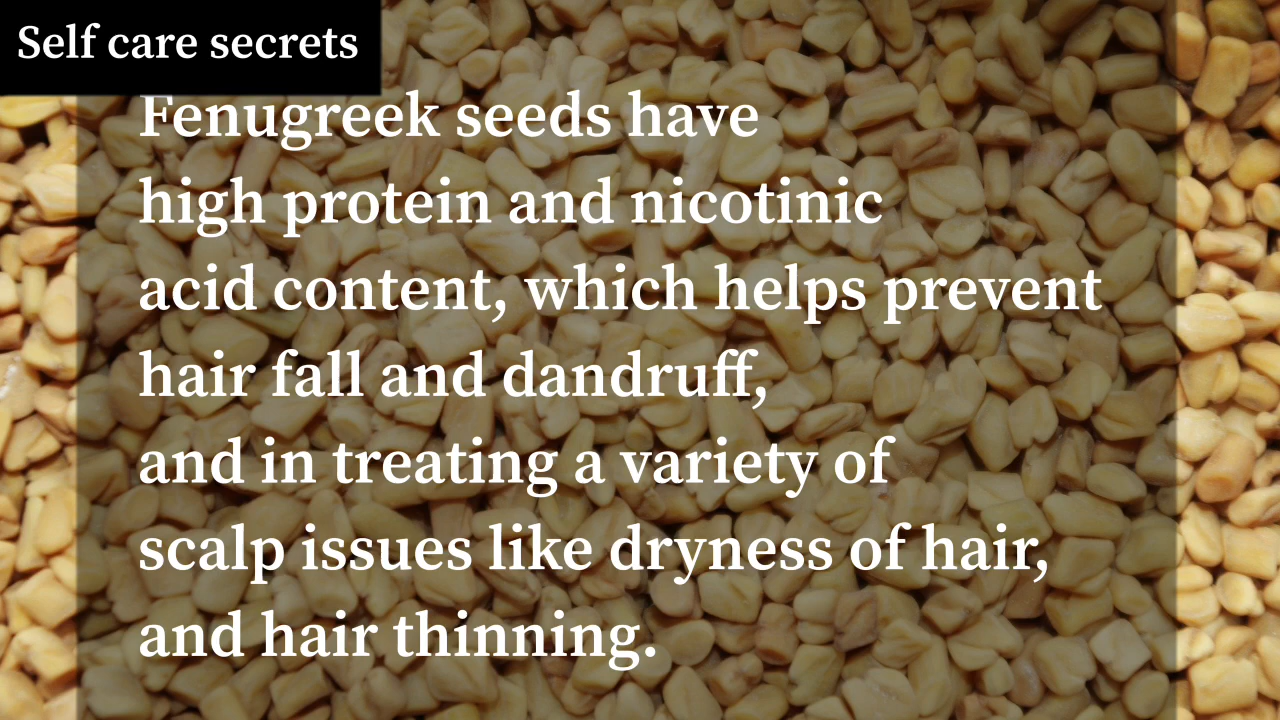 Self care secrets
Fenugreek seeds have
high protein and nicotinic
acid content, which helps prevent
hair fall and dandruff,
and in treating a variety of
scalp issues like dryness of hair,
and hair thinning.